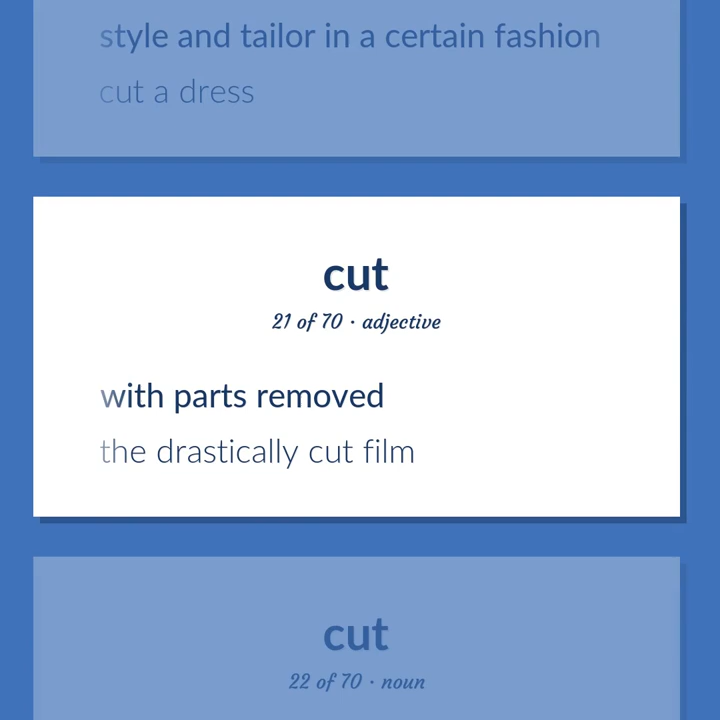 style and tailor in a certain fashion
cut a dress
cut
21 of 70 · adjective
with parts removed
the drastically cut film
cut
22 of 70 · noun